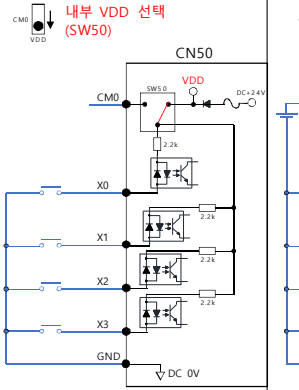 내부 VDD 선택
(SW50)
CM0
VDD
CN50
SW50
VDD
CM0
DC+24V
2.2k
X0
X1
2.2k
X2
2.2k
X3
2.2k
GND
DC 0V